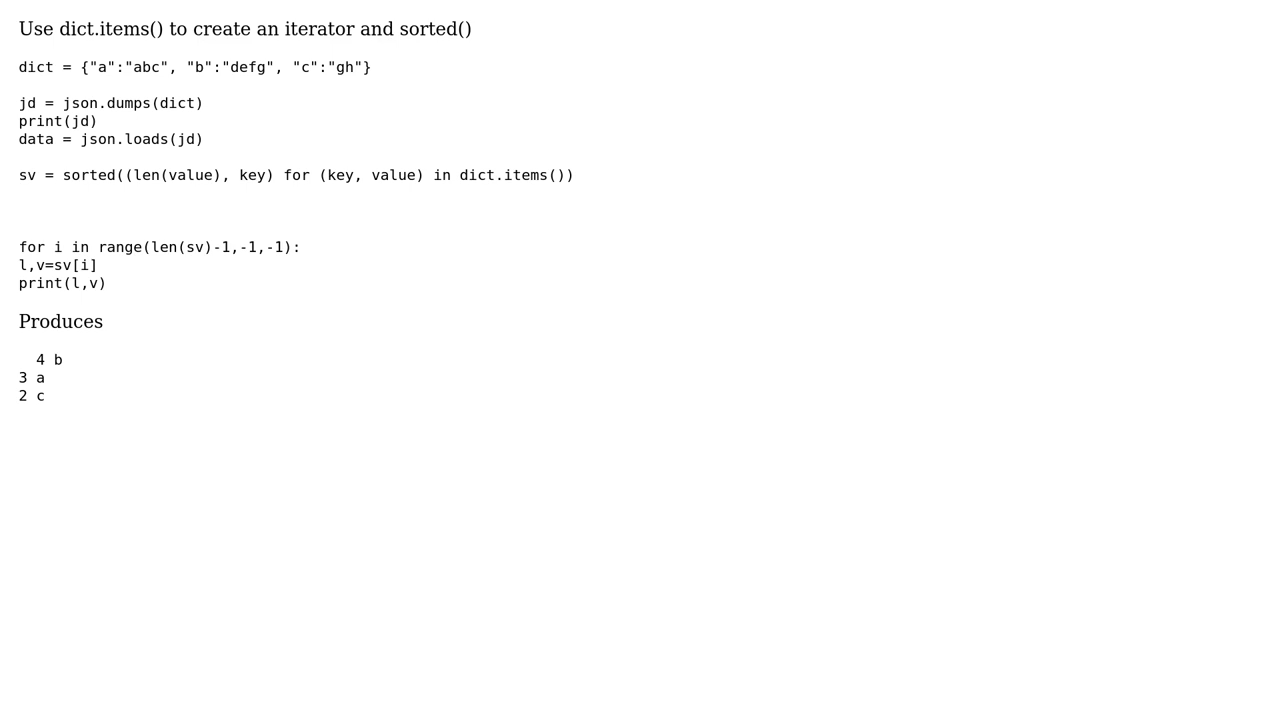 Use dict.items() to create an iterator and sorted()
dict = {"a":"abc", "b":"defg", "c":"gh"}
jd = json.dumps(dict)
print(jd)
data = json.loads(jd)
sv = sorted((len(value), key) for (key, value) in dict.items())
for i in range(len(sv)-1,-1,-1):
l,v=sv[i]
print(l,v)
Produces
4 b
3 a
2 c